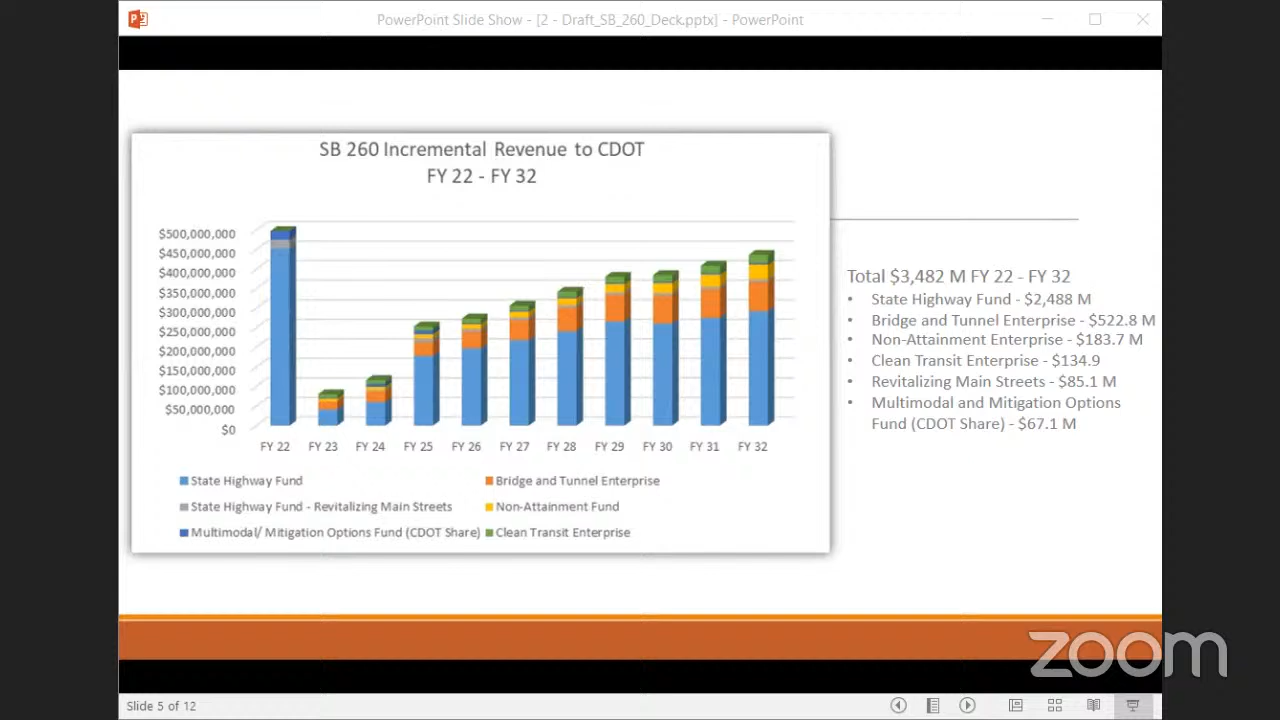 PowerPoint Slide Show - [2 - Draft_SB_260_Deck.pptx] - PowerPoint
SB 260 Incremental Revenue to CDOT
FY 22 - FY 32
$500,000,000
$450,000,000
$400,000,000
$350,000,000
$300,000,000
$250,000,000
$200,000,000
$150,000,000
$100,000,000
$50,000,000
$0
FY 22 FY 23 FY 24 FY 25 FY 26 FY 27 FY 28 FY 29 FY 30 FY 31 FY 32
State Highway Fund
Bridge and Tunnel Enterprise
State Highway Fund - Revitalizing Main Streets
Non-Attainment Fund
Multimodal/ Mitigation Options Fund (CDOT Share)
Clean Transit Enterprise
Total $3,482 M FY 22 - FY 32
• State Highway Fund - $2,488 M
• Bridge and Tunnel Enterprise - $522.8 M
• Non-Attainment Enterprise - $183.7 M
• Clean Transit Enterprise - $134.9
• Revitalizing Main Streets - $85.1 M
• Multimodal and Mitigation Options
Fund (CDOT Share) - $67.1 M
zoom
Slide 5 of 12